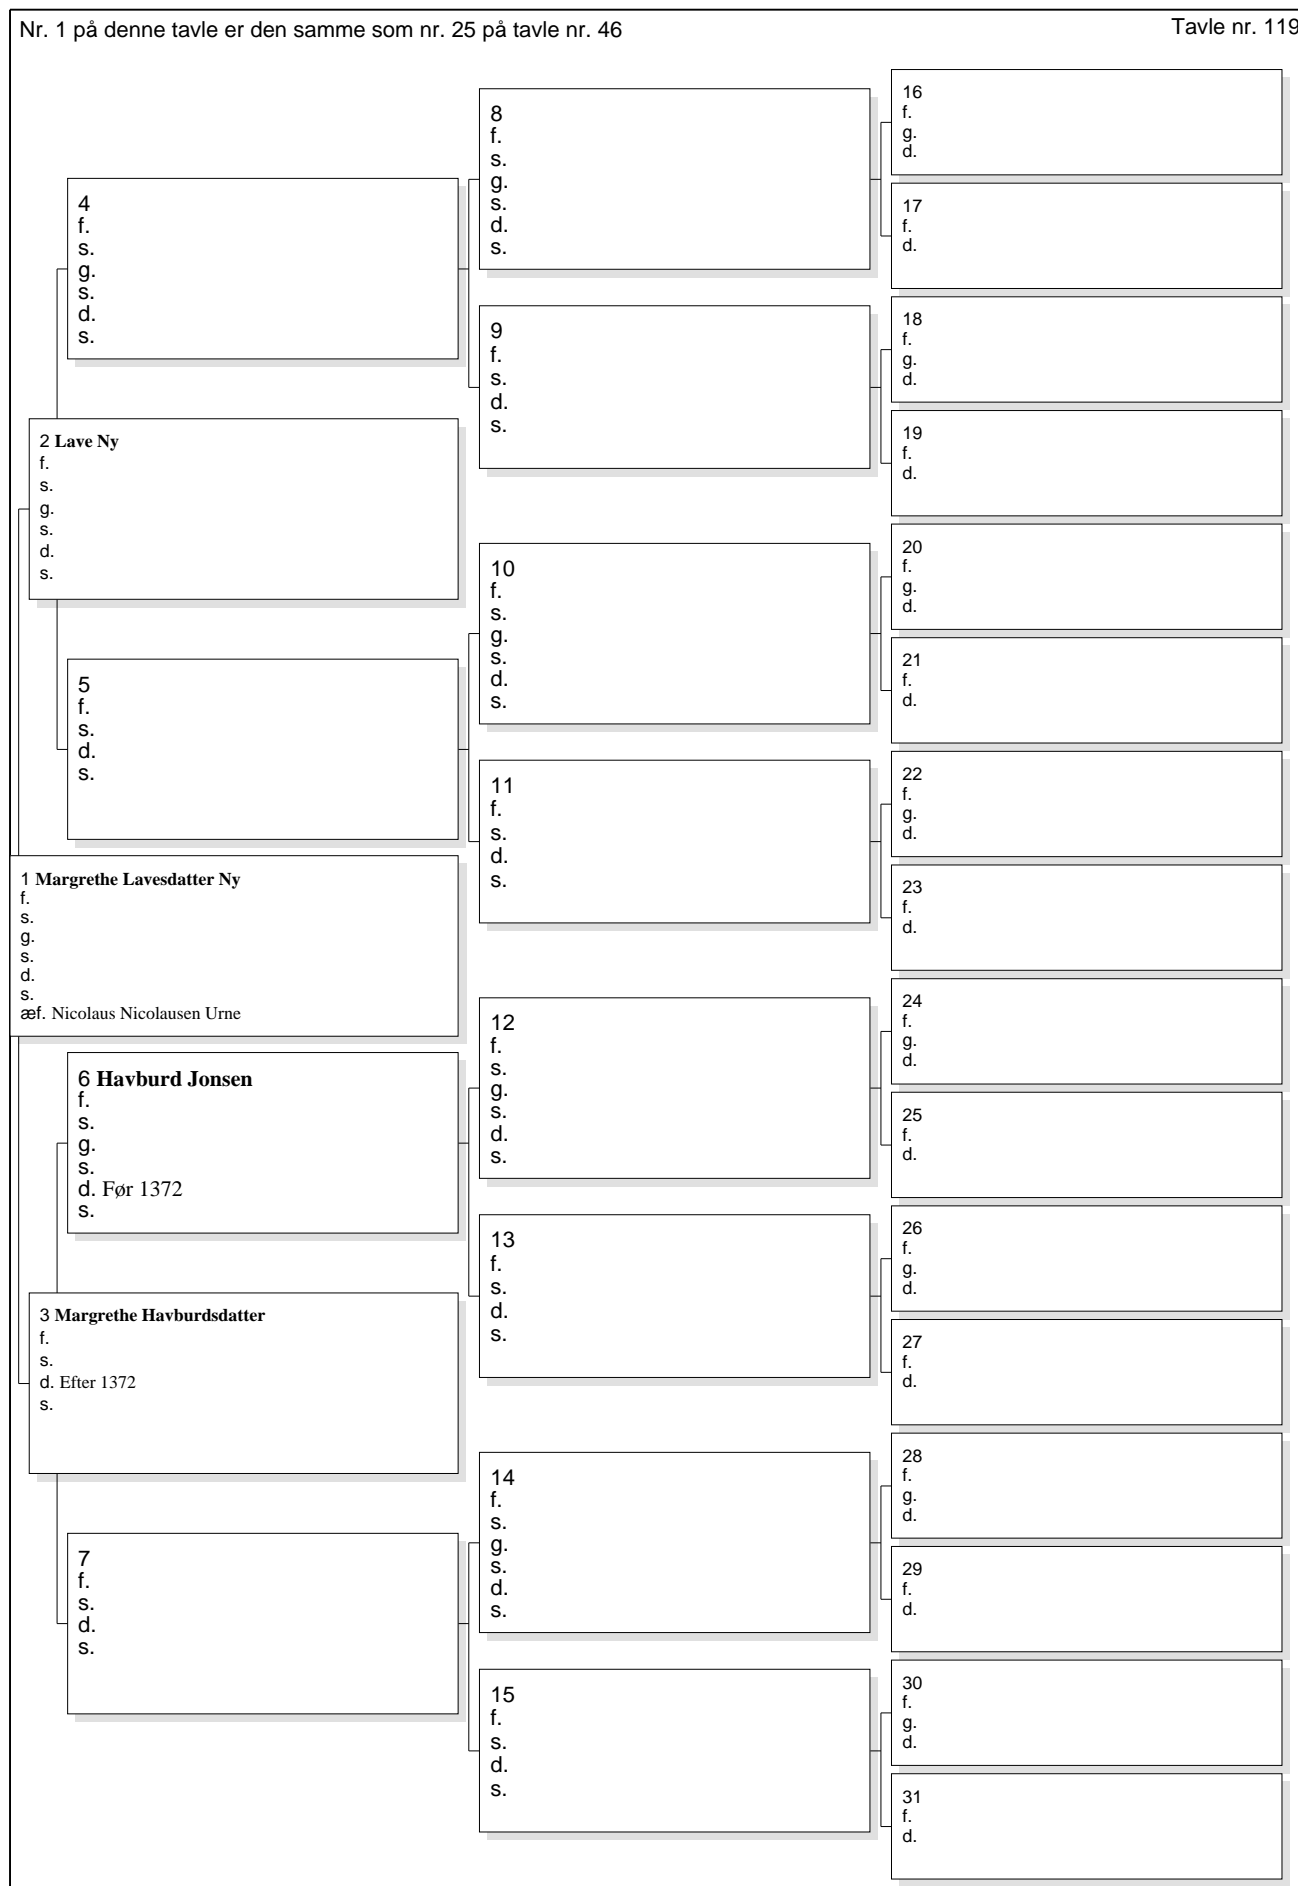 Nr. 1 på denne tavle er den samme som nr. 25 på tavle nr. 46
Tavle nr. 119
16
f.
g.
d.
8
f.
s.
g.
s.
d.
s.
17
f.
d.
4
f.
s.
g.
s.
d.
s.
18
f.
g.
d.
9
f.
s.
d.
s.
19
f.
d.
2 Lave Ny
f.
s.
g.
s.
d.
s.
20
f.
g.
d.
10
f.
s.
g.
s.
d.
s.
21
f.
d.
5
f.
s.
d.
s.
22
f.
g.
d.
11
f.
s.
d.
s.
23
f.
d.
1 Margrethe Lavesdatter Ny
f.
s.
g.
s.
d.
s.
æf. Nicolaus Nicolausen Urne
24
f.
g.
d.
12
f.
s.
g.
s.
d.
s.
25
f.
d.
6 Havburd Jonsen
f.
s.
g.
s.
d. Før 1372
s.
26
f.
g.
d.
13
f.
s.
d.
s.
27
f.
d.
3 Margrethe Havburdsdatter
f.
s.
d. Efter 1372
s.
28
f.
g.
d.
14
f.
s.
g.
s.
d.
s.
29
f.
d.
7
f.
s.
d.
s.
30
f.
g.
d.
15
f.
s.
d.
s.
31
f.
d.